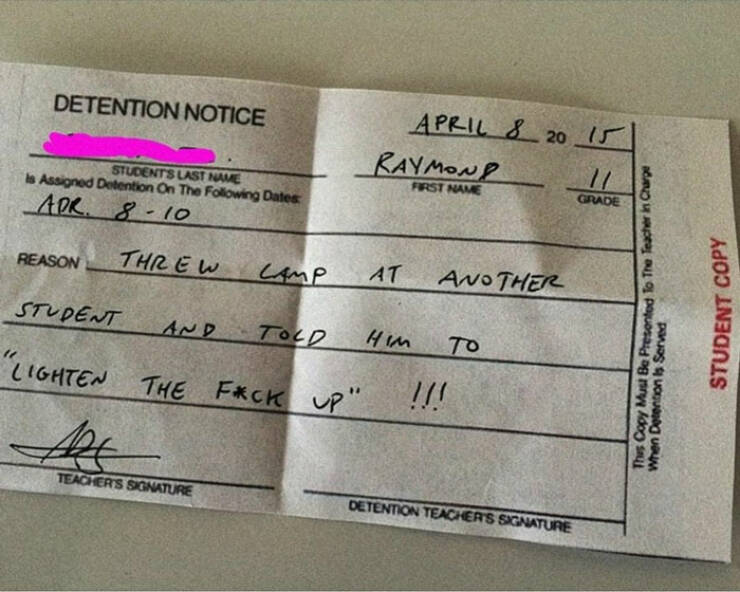 DETENTION NOTICE
APRIL 8 20 15
RAYMOND 11
STUDENT'S LAST NAME FIRST NAME GRADE
Is Assigned Detention On The Following Dates:
APR. 8-10
REASON THREW LAMP AT ANOTHER
STUDENT AND TOLD HIM TO
"LIGHTEN THE F*CK UP" !!!
TEACHER'S SIGNATURE
DETENTION TEACHER'S SIGNATURE
This Copy Must Be Presented To The Teacher in Charge
When Detention Is Served
STUDENT COPY